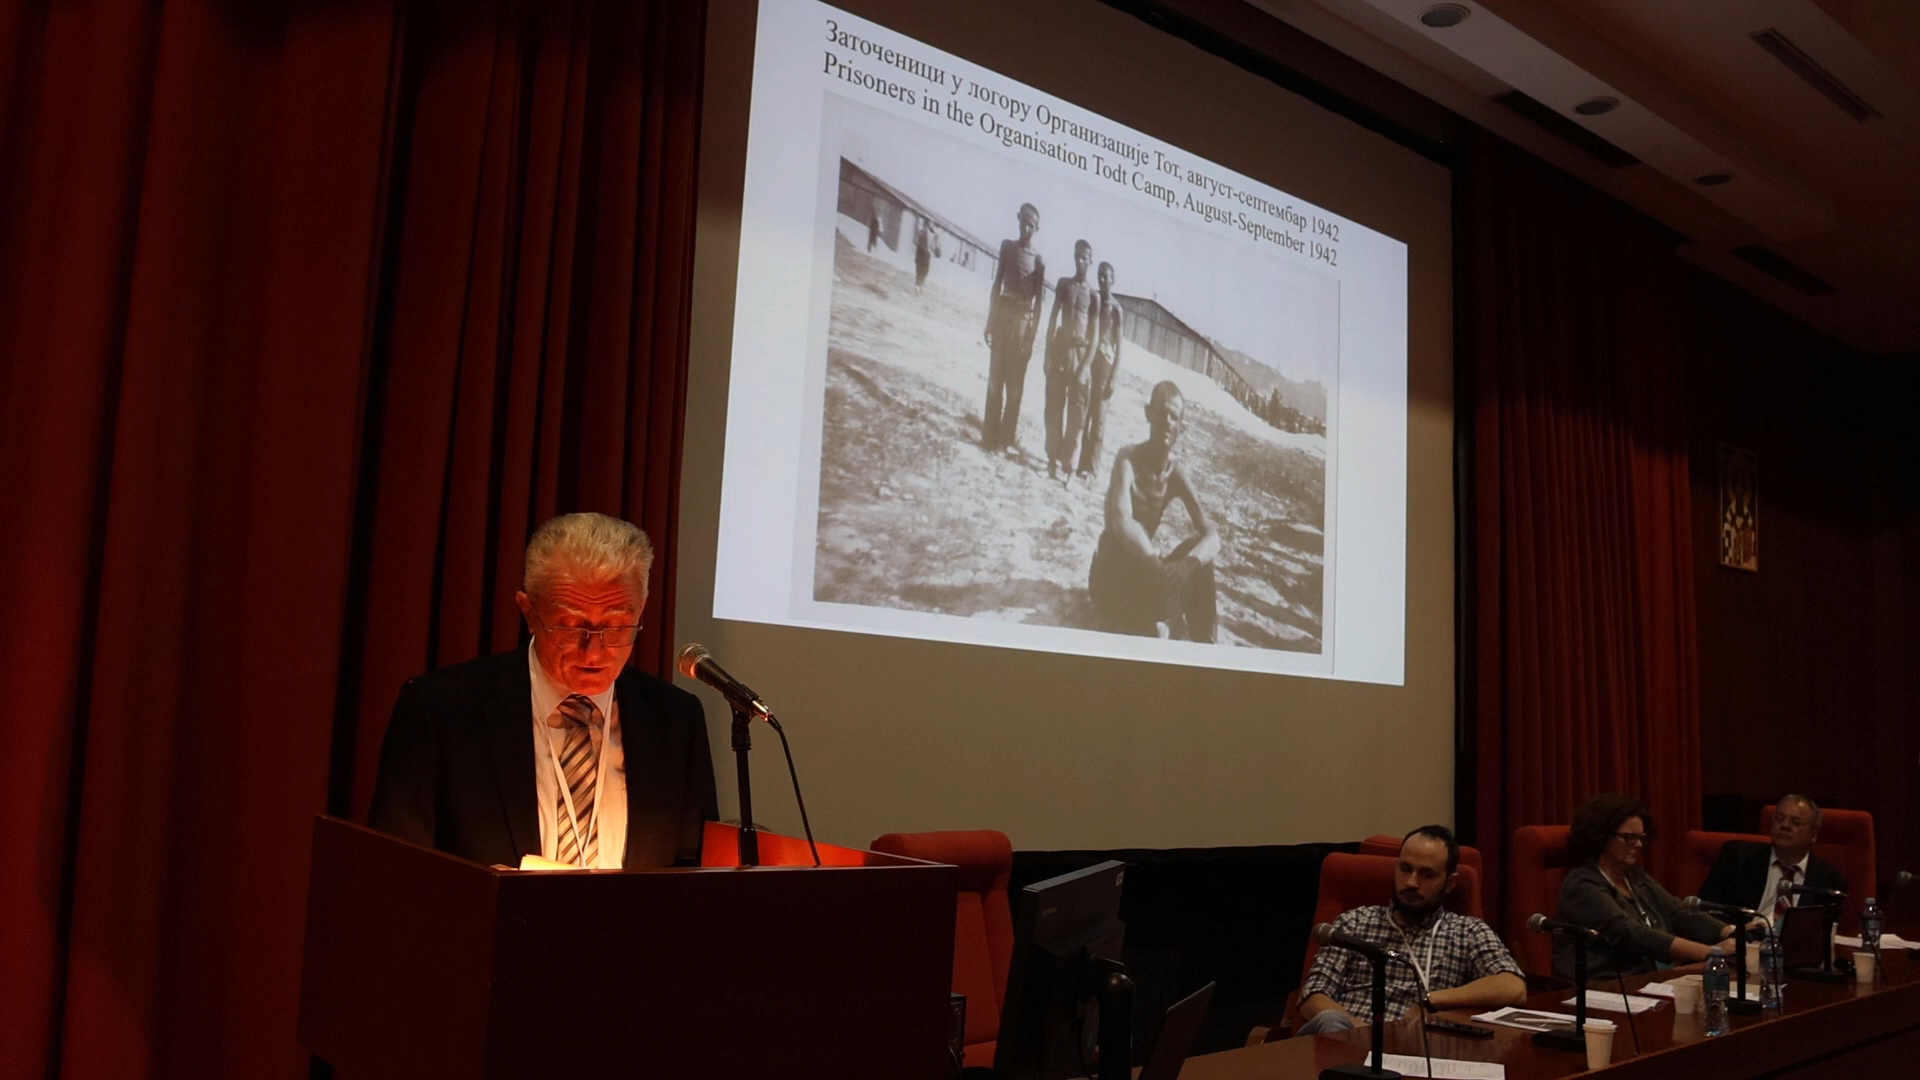 Заточеници у логору Организације Тот, август-септембар 1942
Prisoners in the Organisation Todt Camp, August-September 1942